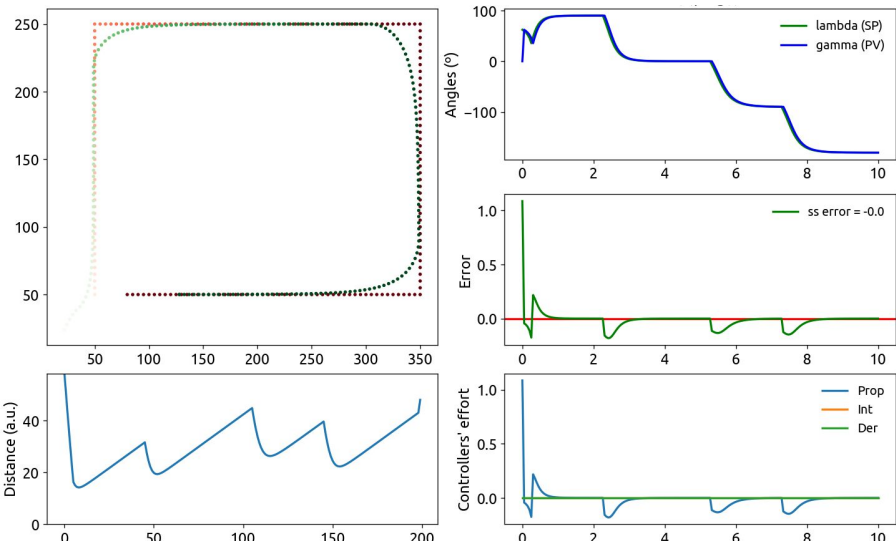 250
200
150
100
50
50 100 150 200 250 300 350
Distance (a.u.)
40
20
0
0 50 100 150 200
Angles (º)
100
0
−100
lambda (SP)
gamma (PV)
0 2 4 6 8 10
Error
1.0
0.5
0.0
ss error = -0.0
0 2 4 6 8 10
Controllers' effort
1.0
0.5
0.0
Prop
Int
Der
0 2 4 6 8 10